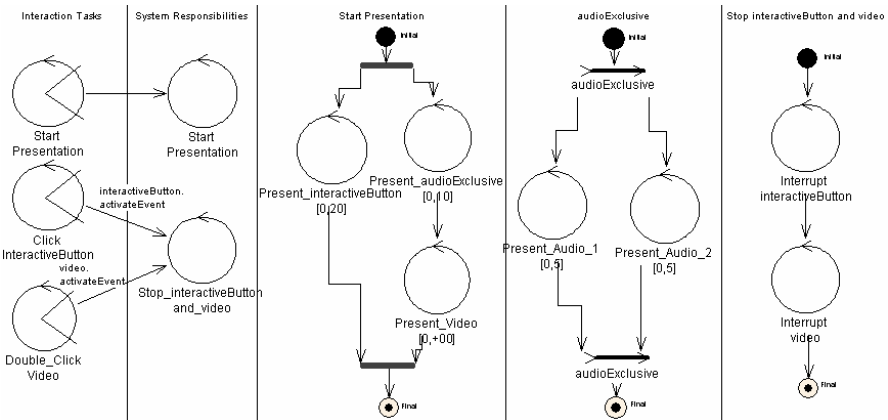 Interaction Tasks
System Responsibilities
Start Presentation
audioExclusive
Stop interactiveButton and video
Start
Presentation
Start
Presentation
interactiveButton.
activateEvent
Click
InteractiveButton
video.
activateEvent
Stop_interactiveButton
and_video
Double_Click
Video
Initial
Present_interactiveButton
[0,20]
Present_audioExclusive
[0,10]
Present_Video
[0,+00]
Final
Initial
audioExclusive
Present_Audio_1
[0,5]
Present_Audio_2
[0,5]
audioExclusive
Final
Initial
Interrupt
interactiveButton
Interrupt
video
Final